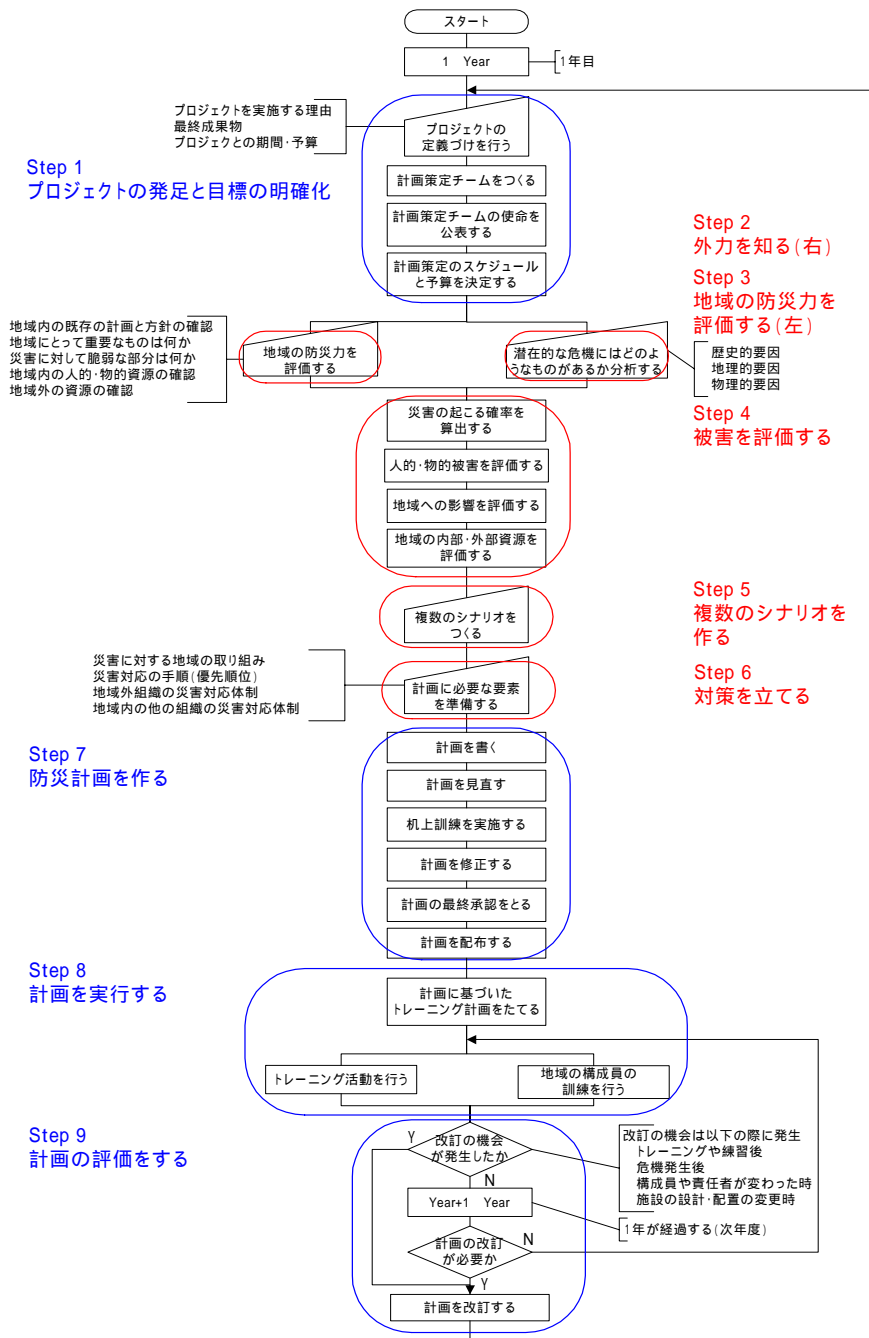 スタート
1　Year
1年目
プロジェクトを実施する理由
最終成果物
プロジェクとの期間・予算
プロジェクトの
定義づけを行う
Step 1
プロジェクトの発足と目標の明確化
計画策定チームをつくる
計画策定チームの使命を
公表する
計画策定のスケジュール
と予算を決定する
Step 2
外力を知る(右)
Step 3
地域の防災力を
評価する(左)
地域内の既存の計画と方針の確認
地域にとって重要なものは何か
災害に対して脆弱な部分は何か
地域内の人的・物的資源の確認
地域外の資源の確認
地域の防災力を
評価する
潜在的な危機にはどのよ
うなものがあるか分析する
歴史的要因
地理的要因
物理的要因
Step 4
被害を評価する
災害の起こる確率を
算出する
人的・物的被害を評価する
地域への影響を評価する
地域の内部・外部資源を
評価する
Step 5
複数のシナリオを
作る
複数のシナリオを
つくる
災害に対する地域の取り組み
災害対応の手順(優先順位)
地域外組織の災害対応体制
地域内の他の組織の災害対応体制
計画に必要な要素
を準備する
Step 6
対策を立てる
Step 7
防災計画を作る
計画を書く
計画を見直す
机上訓練を実施する
計画を修正する
計画の最終承認をとる
計画を配布する
Step 8
計画を実行する
計画に基づいた
トレーニング計画をたてる
トレーニング活動を行う
地域の構成員の
訓練を行う
Step 9
計画の評価をする
Y
改訂の機会
が発生したか
N
改訂の機会は以下の際に発生
トレーニングや練習後
危機発生後
構成員や責任者が変わった時
施設の設計・配置の変更時
Year+1　Year
1年が経過する(次年度)
計画の改訂
が必要か
N
Y
計画を改訂する